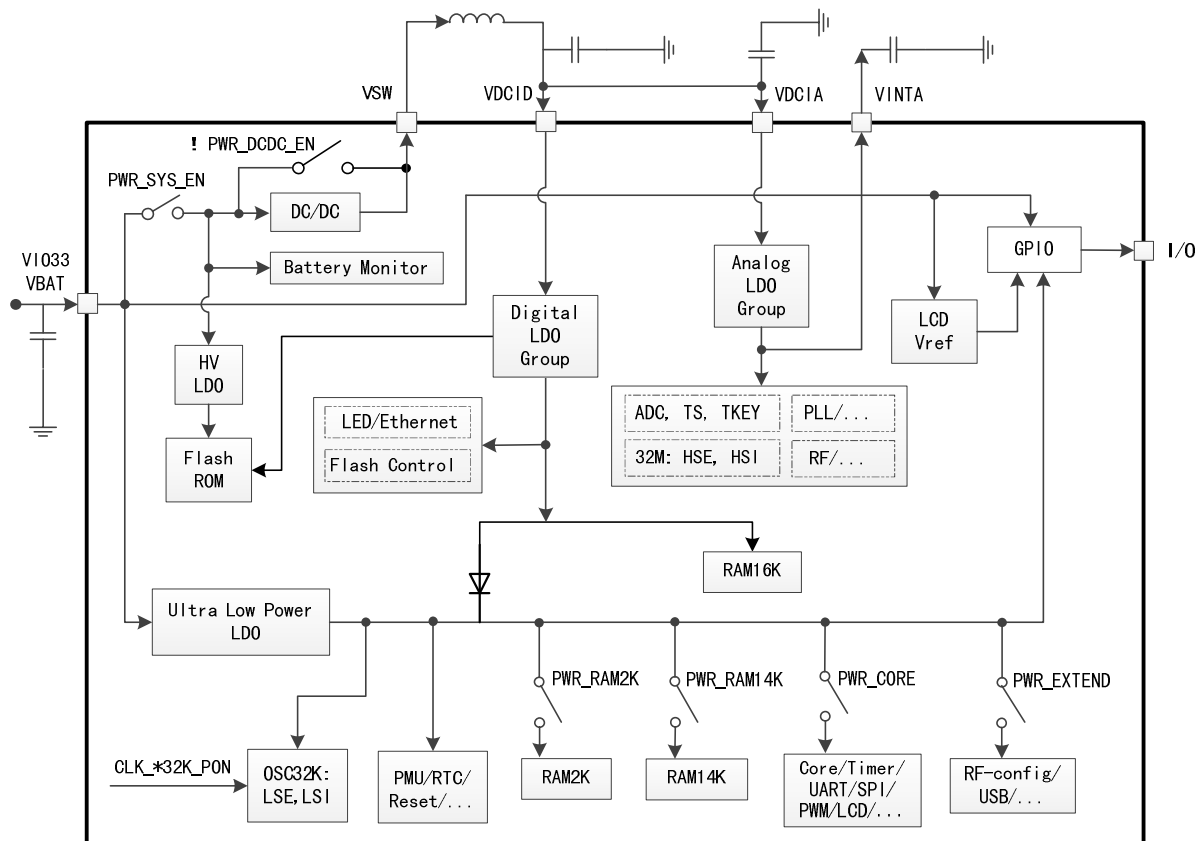 VSW
VDCID
VDCIA
VINTA
! PWR_DCDC_EN
PWR_SYS_EN
DC/DC
Battery Monitor
VIO33
VBAT
HV
LDO
Flash
ROM
Digital
LDO
Group
Analog
LDO
Group
GPIO
I/O
LCD
Vref
LED/Ethernet
Flash Control
ADC, TS, TKEY
PLL/...
32M: HSE, HSI
RF/...
RAM16K
Ultra Low Power
LDO
PWR_RAM2K
PWR_RAM14K
PWR_CORE
PWR_EXTEND
CLK_*32K_PON
OSC32K:
LSE,LSI
PMU/RTC/
Reset/...
RAM2K
RAM14K
Core/Timer/
UART/SPI/
PWM/LCD/...
RF-config/
USB/...